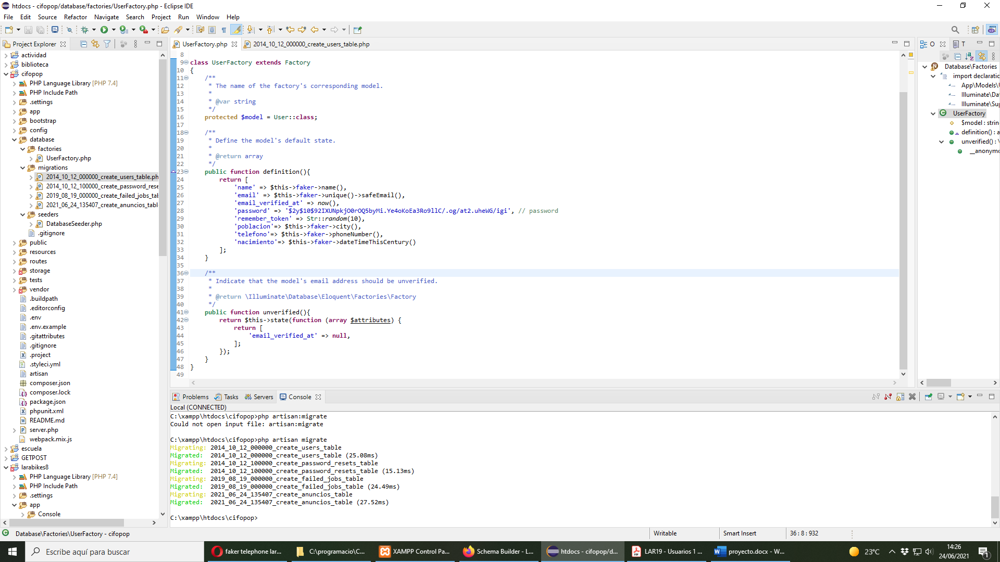 htdocs - cifopop/database/factories/UserFactory.php - Eclipse IDE
File Edit Source Refactor Navigate Search Project Run Window Help
Project Explorer
actividad
biblioteca
cifopop
PHP Language Library [PHP 7.4]
PHP Include Path
.settings
app
bootstrap
config
database
factories
UserFactory.php
migrations
2014_10_12_000000_create_users_table.ph
2014_10_12_100000_create_password_rese
2019_08_19_000000_create_failed_jobs_tab
2021_06_24_135407_create_anuncios_tabl
seeders
DatabaseSeeder.php
.gitignore
public
resources
routes
storage
tests
vendor
.buildpath
.editorconfig
.env
.env.example
.gitattributes
.gitignore
.project
.styleci.yml
artisan
composer.json
composer.lock
package.json
phpunit.xml
README.md
server.php
webpack.mix.js
escuela
GETPOST
larabikes8
PHP Language Library [PHP 7.4]
PHP Include Path
.settings
app
Console
UserFactory.php
2014_10_12_000000_create_users_table.php
8
9 class UserFactory extends Factory
10 {
11 /**
12 * The name of the factory's corresponding model.
13 *
14 * @var string
15 */
16 protected $model = User::class;
17
18 /**
19 * Define the model's default state.
20 *
21 * @return array
22 */
23 public function definition(){
24 return [
25 'name' => $this->faker->name(),
26 'email' => $this->faker->unique()->safeEmail(),
27 'email_verified_at' => now(),
28 'password' => '$2y$10$92IXUNpkjO0rOQ5byMi.Ye4oKoEa3Ro9llC/.og/at2.uheWG/igi', // password
29 'remember_token' => Str::random(10),
30 'poblacion'=> $this->faker->city(),
31 'telefono'=> $this->faker->phoneNumber(),
32 'nacimiento'=> $this->faker->dateTimeThisCentury()
33 ];
34 }
35
36 /**
37 * Indicate that the model's email address should be unverified.
38 *
39 * @return \Illuminate\Database\Eloquent\Factories\Factory
40 */
41 public function unverified(){
42 return $this->state(function (array $attributes) {
43 return [
44 'email_verified_at' => null,
45 ];
46 });
47 }
48 }
49
O T
Database\Factories
import declaratic
App\Models\U
Illuminate\Da
Illuminate\Sup
UserFactory
$model : strin
definition() : a
unverified() : \
__anonymo
Problems Tasks Servers Console
Local (CONNECTED)
C:\xampp\htdocs\cifopop>php artisan:migrate
Could not open input file: artisan:migrate
C:\xampp\htdocs\cifopop>php artisan migrate
Migrating: 2014_10_12_000000_create_users_table
Migrated: 2014_10_12_000000_create_users_table (25.08ms)
Migrating: 2014_10_12_100000_create_password_resets_table
Migrated: 2014_10_12_100000_create_password_resets_table (15.13ms)
Migrating: 2019_08_19_000000_create_failed_jobs_table
Migrated: 2019_08_19_000000_create_failed_jobs_table (24.49ms)
Migrating: 2021_06_24_135407_create_anuncios_table
Migrated: 2021_06_24_135407_create_anuncios_table (27.52ms)
C:\xampp\htdocs\cifopop>
Database\Factories\UserFactory - cifopop
Writable
Smart Insert
36 : 8 : 932
Escribe aquí para buscar
faker telephone lar...
C:\programacio\C...
XAMPP Control Pa...
Schema Builder - L...
htdocs - cifopop/d...
LAR19 - Usuarios 1 ...
proyecto.docx - W...
23°C
14:26
24/06/2021
1